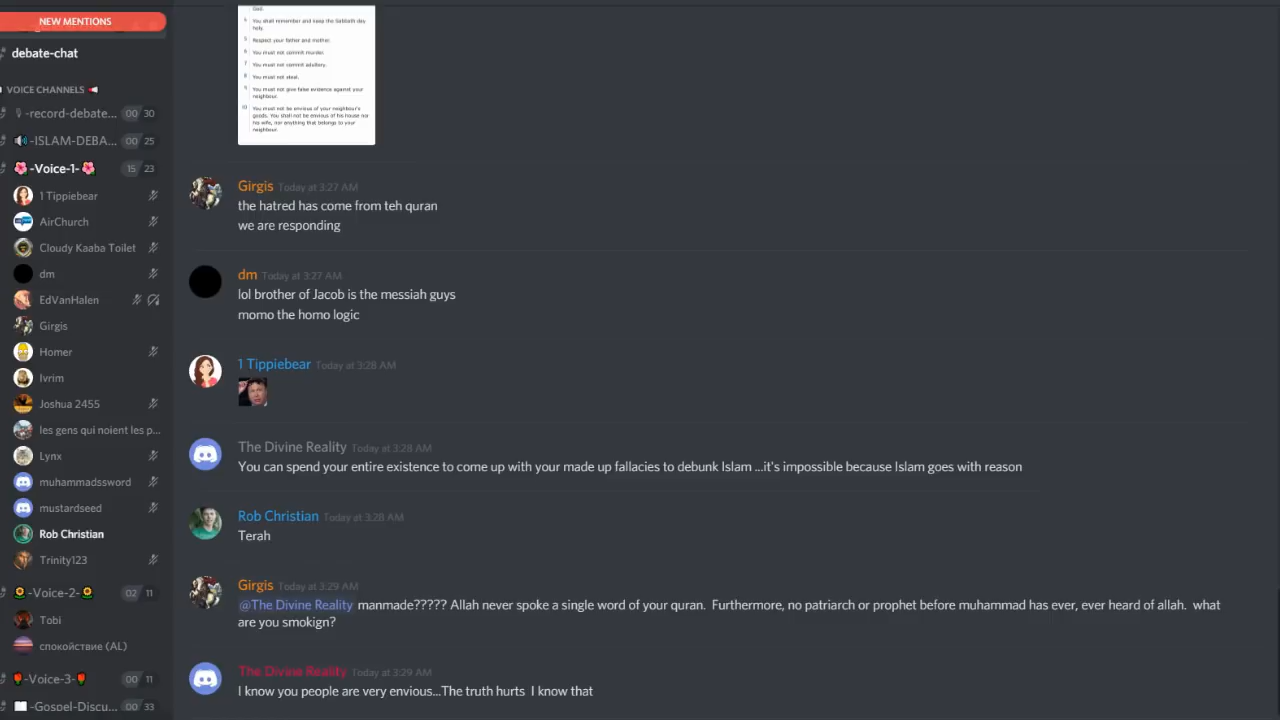 NEW MENTIONS
debate-chat
VOICE CHANNELS
-recorded-debate... 00 30
-ISLAM-DEBA... 00 25
-Voice-1- 15 23
1 Tippiebear
AirChurch
Cloudy Kaaba Toilet
dm
EdVanHalen
Girgis
Homer
Ivrim
Joshua 2455
les gens qui noient les p...
Lynx
muhammadssword
mustardseed
Rob Christian
Trinity123
-Voice-2- 02 11
Tobi
спокойствие (AL)
-Voice-3- 00 11
-Gospel-Discu... 00 33
God.
You shall remember and keep the Sabbath day
holy.
5 Respect your father and mother.
6 You must not commit murder.
7 You must not commit adultery.
8 You must not steal.
9 You must not give false evidence against your
neighbour.
10 You must not be envious of your neighbour's
goods. You shall not be envious of his house nor
his wife, nor anything that belongs to your
neighbour.
Girgis Today at 3:27 AM
the hatred has come from teh quran
we are responding
dm Today at 3:27 AM
lol brother of Jacob is the messiah guys
momo the homo logic
1 Tippiebear Today at 3:28 AM
The Divine Reality Today at 3:28 AM
You can spend your entire existence to come up with your made up fallacies to debunk Islam ...it's impossible because Islam goes with reason
Rob Christian Today at 3:28 AM
Terah
Girgis Today at 3:29 AM
@The Divine Reality manmade????? Allah never spoke a single word of your quran. Furthermore, no patriarch or prophet before muhammad has ever, ever heard of allah. what
are you smokign?
The Divine Reality Today at 3:29 AM
I know you people are very envious...The truth hurts I know that